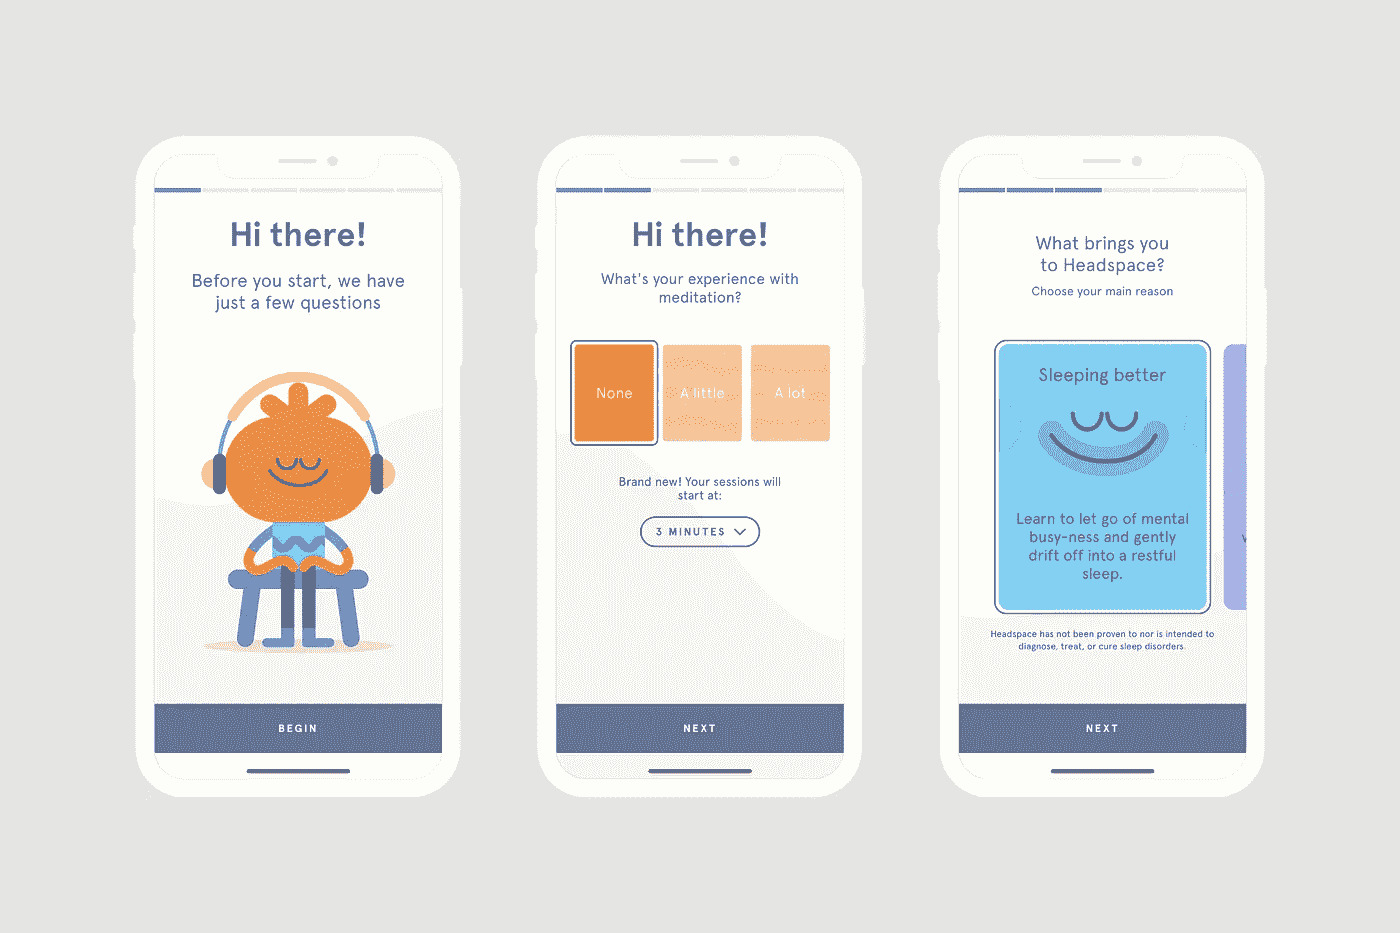 Hi there!
Before you start, we have
just a few questions
BEGIN
Hi there!
What's your experience with
meditation?
None
A little
A lot
Brand new! Your sessions will
start at:
3 MINUTES
NEXT
What brings you
to Headspace?
Choose your main reason
Sleeping better
Learn to let go of mental
busy-ness and gently
drift off into a restful
sleep.
Headspace has not been proven to nor is intended to
diagnose, treat, or cure sleep disorders.
NEXT